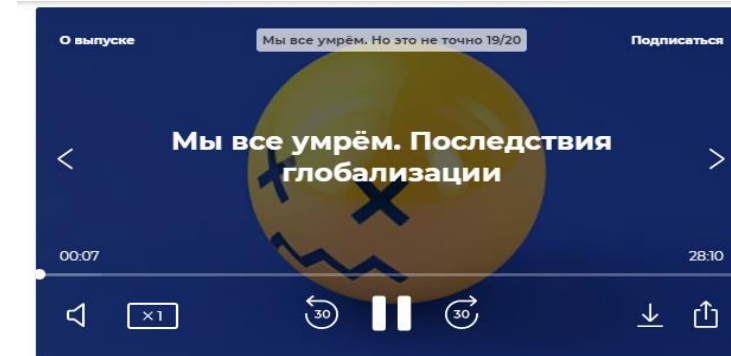 О выпуске
Мы все умрём. Но это не точно 19/20
Подписаться
Мы все умрём. Последствия
глобализации
00:07
28:10
×1
30
30